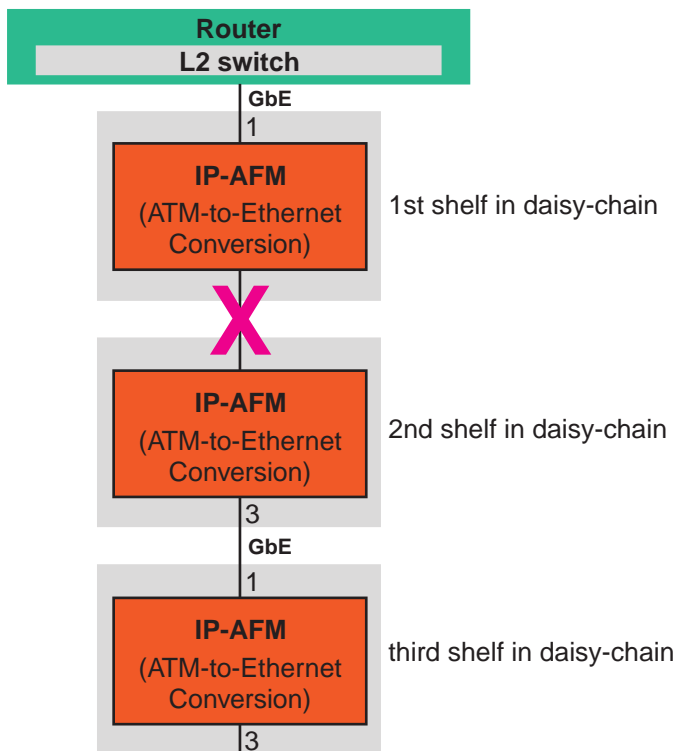 Router
L2 switch
GbE
1
IP-AFM
(ATM-to-Ethernet
Conversion)
1st shelf in daisy-chain
X
IP-AFM
(ATM-to-Ethernet
Conversion)
2nd shelf in daisy-chain
3
GbE
1
IP-AFM
(ATM-to-Ethernet
Conversion)
third shelf in daisy-chain
3